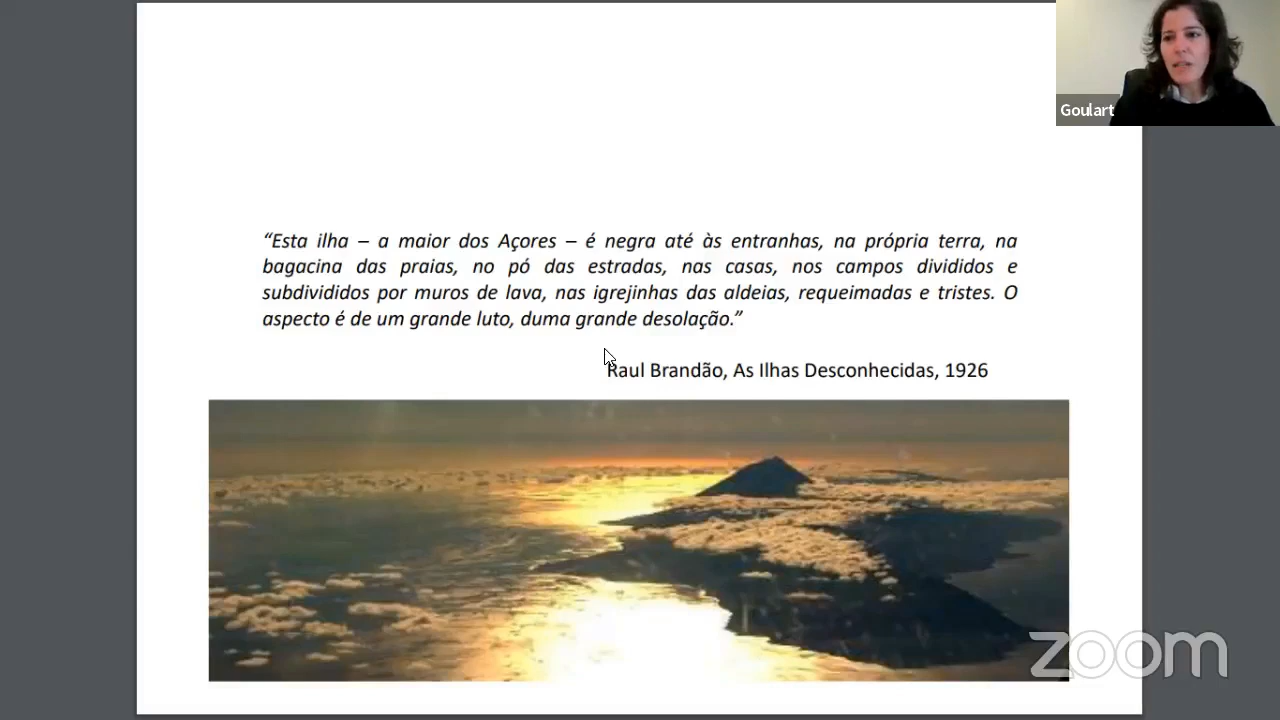 Goulart
“Esta ilha – a maior dos Açores – é negra até às entranhas, na própria terra, na
bagacina das praias, no pó das estradas, nas casas, nos campos divididos e
subdivididos por muros de lava, nas igrejinhas das aldeias, requeimadas e tristes. O
aspecto é de um grande luto, duma grande desolação.”
Raul Brandão, As Ilhas Desconhecidas, 1926
zoom